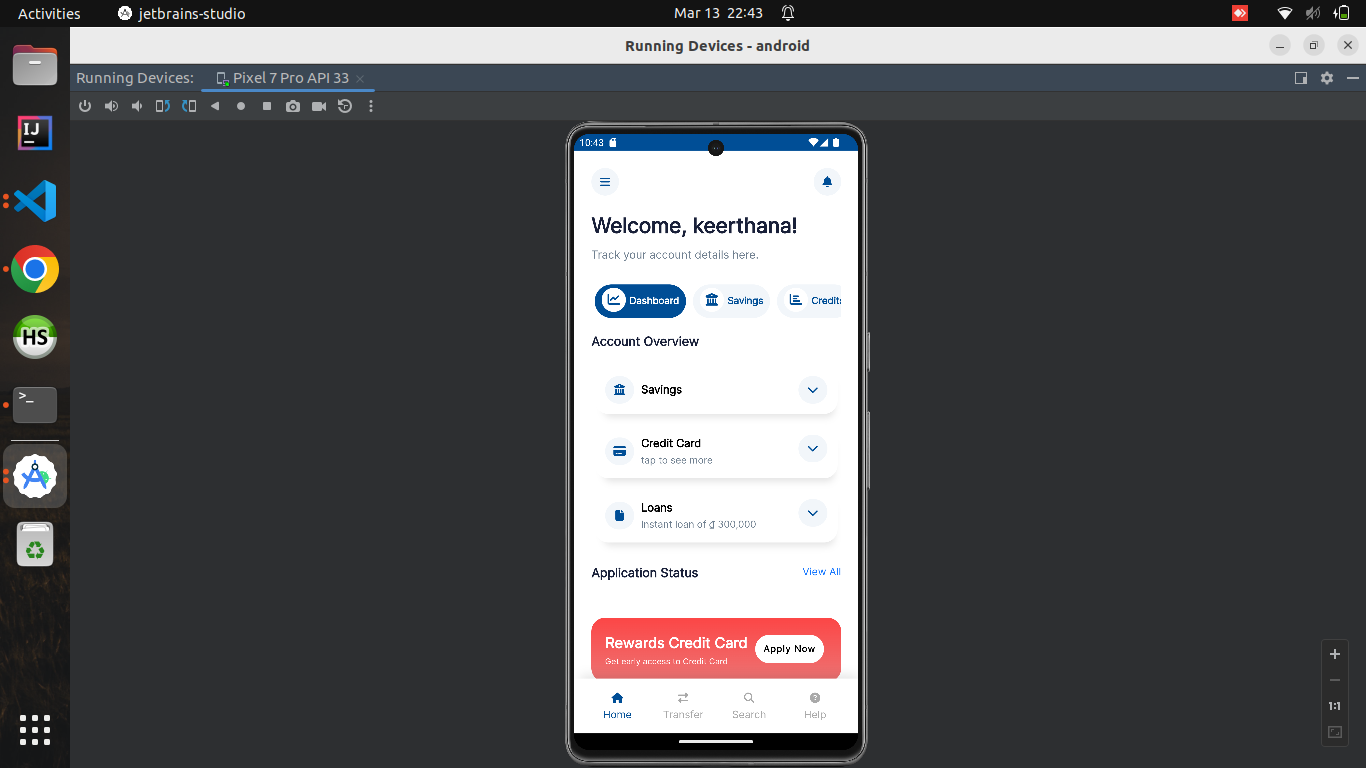 Activities jetbrains-studio Mar 13 22:43
Running Devices - android
Running Devices: Pixel 7 Pro API 33
10:43
Welcome, keerthana!
Track your account details here.
Dashboard Savings Credits
Account Overview
Savings
Credit Card
tap to see more
Loans
Instant loan of ₫ 300,000
Application Status View All
Rewards Credit Card
Get early access to Credit Card
Apply Now
Home Transfer Search Help
IJ
HS
>_
1:1